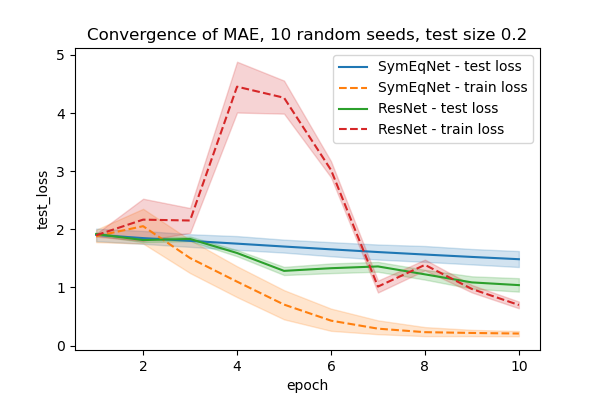 Convergence of MAE, 10 random seeds, test size 0.2
5
4
3
2
1
0
test_loss
SymEqNet - test loss
SymEqNet - train loss
ResNet - test loss
ResNet - train loss
2 4 6 8 10
epoch